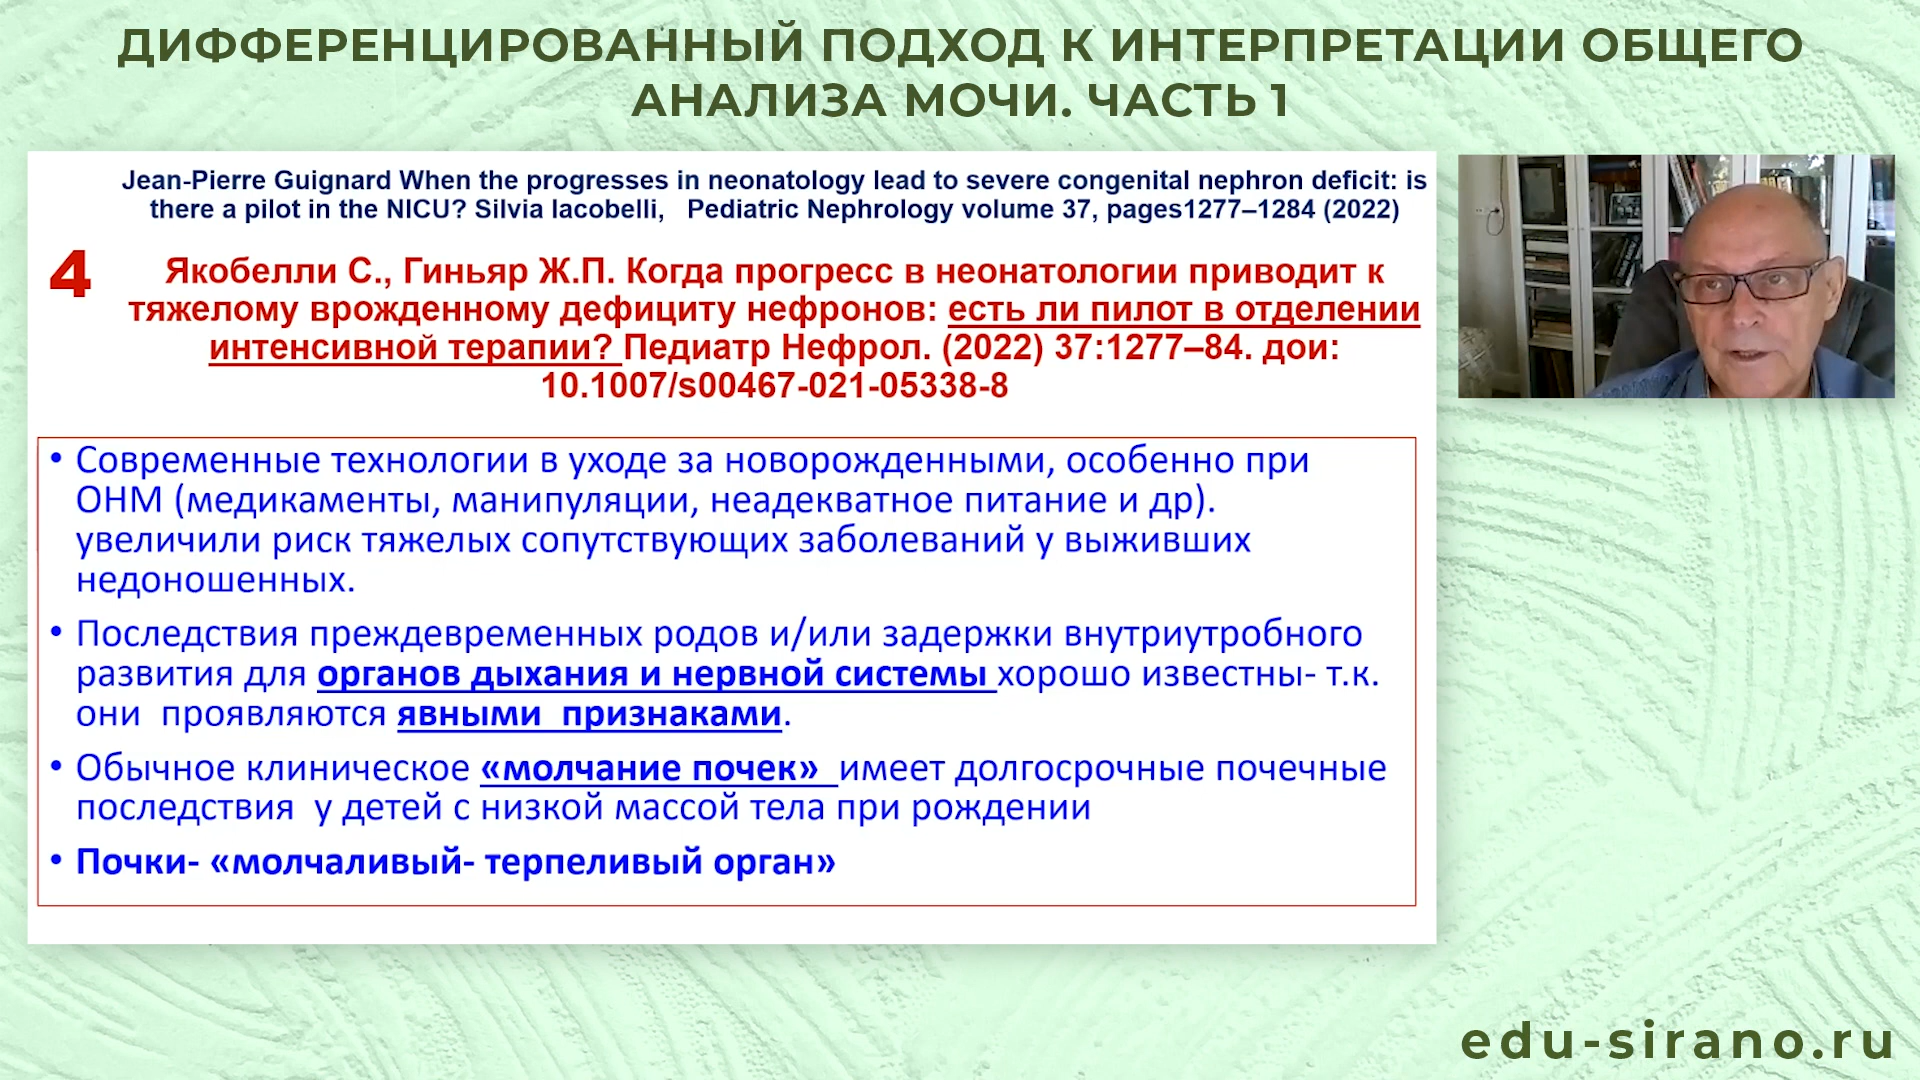 ДИФФЕРЕНЦИРОВАННЫЙ ПОДХОД К ИНТЕРПРЕТАЦИИ ОБЩЕГО
АНАЛИЗА МОЧИ. ЧАСТЬ 1
Jean-Pierre Guignard When the progresses in neonatology lead to severe congenital nephron deficit: is
there a pilot in the NICU? Silvia Iacobelli, Pediatric Nephrology volume 37, pages1277–1284 (2022)
4
Якобелли С., Гиньяр Ж.П. Когда прогресс в неонатологии приводит к
тяжелому врожденному дефициту нефронов: есть ли пилот в отделении
интенсивной терапии? Педиатр Нефрол. (2022) 37:1277–84. дои:
10.1007/s00467-021-05338-8
• Современные технологии в уходе за новорожденными, особенно при
ОНМ (медикаменты, манипуляции, неадекватное питание и др).
увеличили риск тяжелых сопутствующих заболеваний у выживших
недоношенных.
• Последствия преждевременных родов и/или задержки внутриутробного
развития для органов дыхания и нервной системы хорошо известны- т.к.
они проявляются явными признаками.
• Обычное клиническое «молчание почек» имеет долгосрочные почечные
последствия у детей с низкой массой тела при рождении
• Почки- «молчаливый- терпеливый орган»
edu-sirano.ru